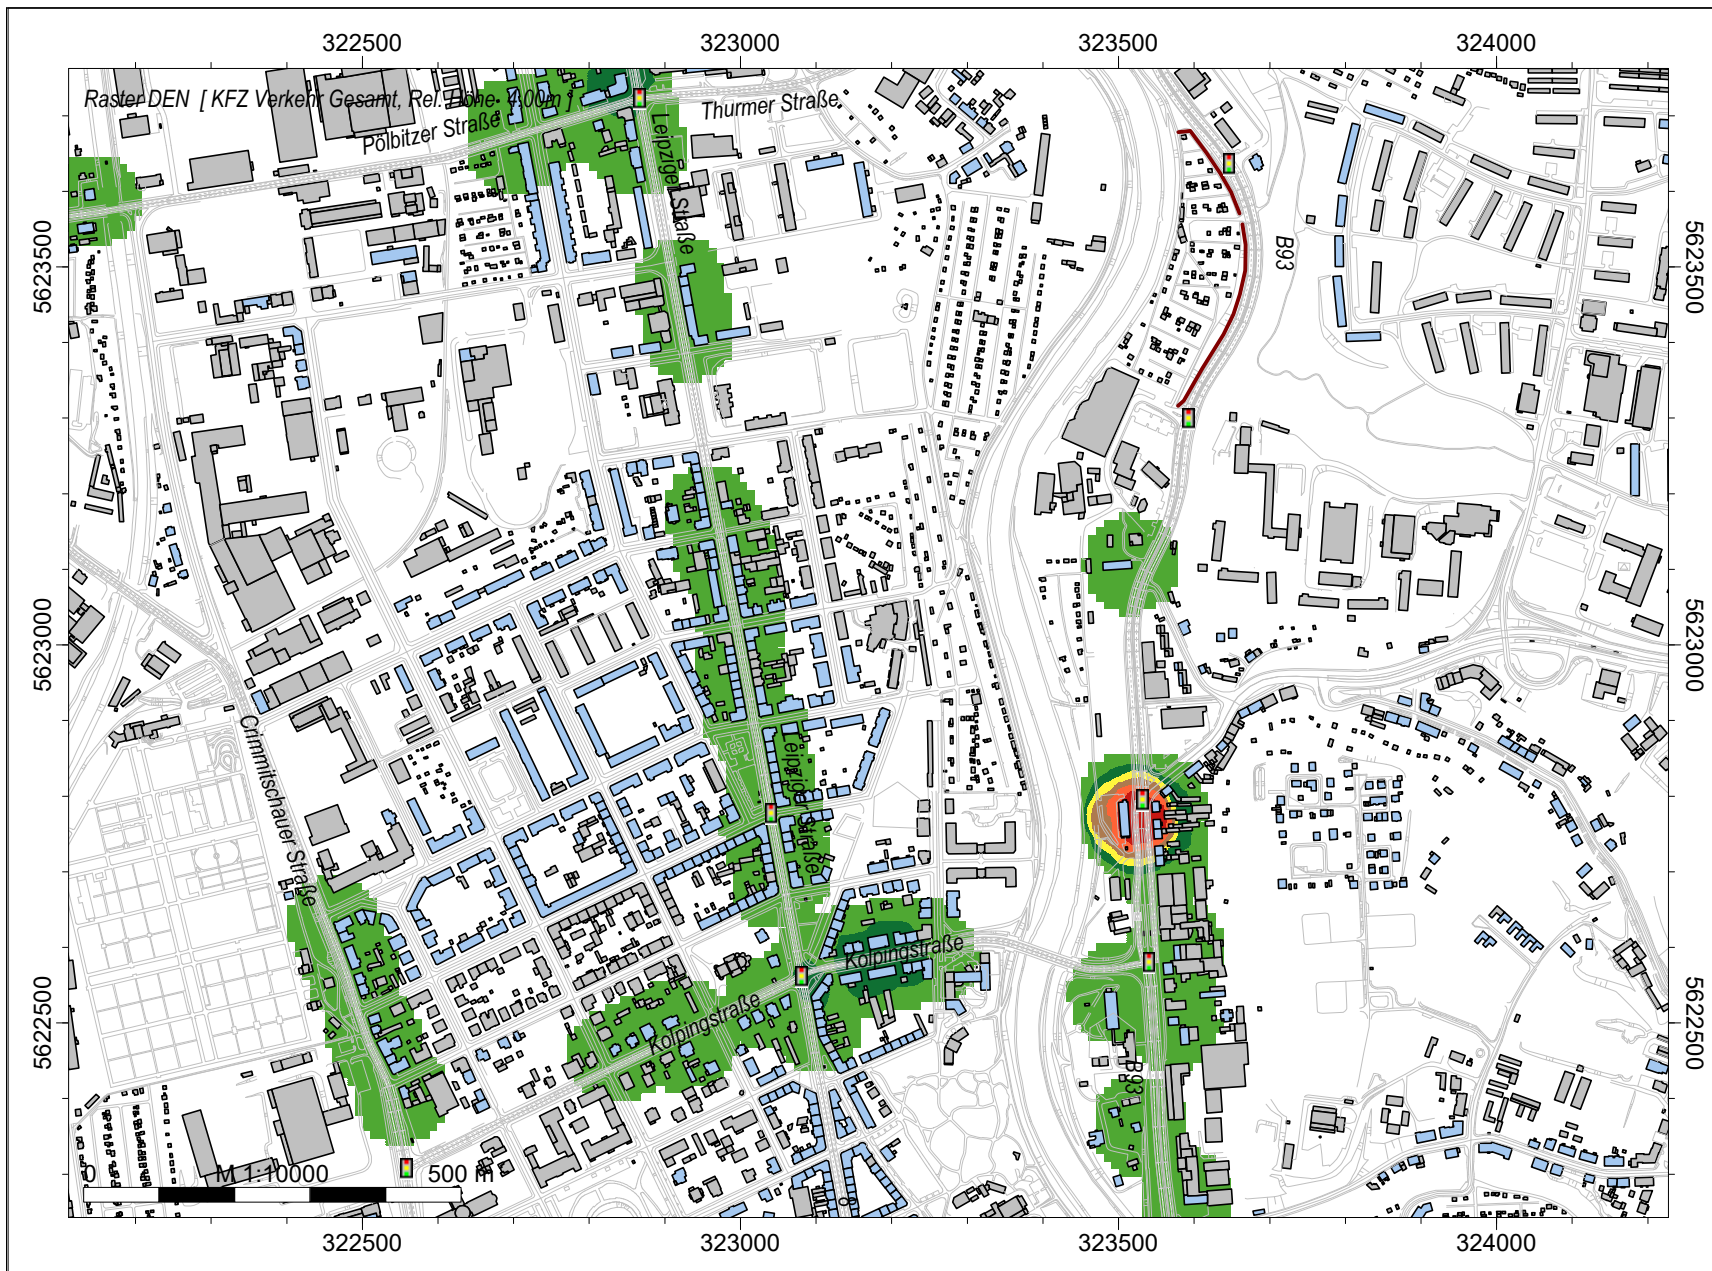 322500 323000 323500 324000
Raster DEN [ KFZ Verkehr Gesamt, Rel. Höhe 4.00m ]
Thurmer Straße
Pölbitzer Straße
Leipziger Straße
B93
5623500
5623500
5623000
5623000
Crimmitschauer Straße
Leipziger Straße
Kolpingstraße
Kolpingstraße
5622500
5622500
B93
0 M 1:10000 500 m
322500 323000 323500 324000